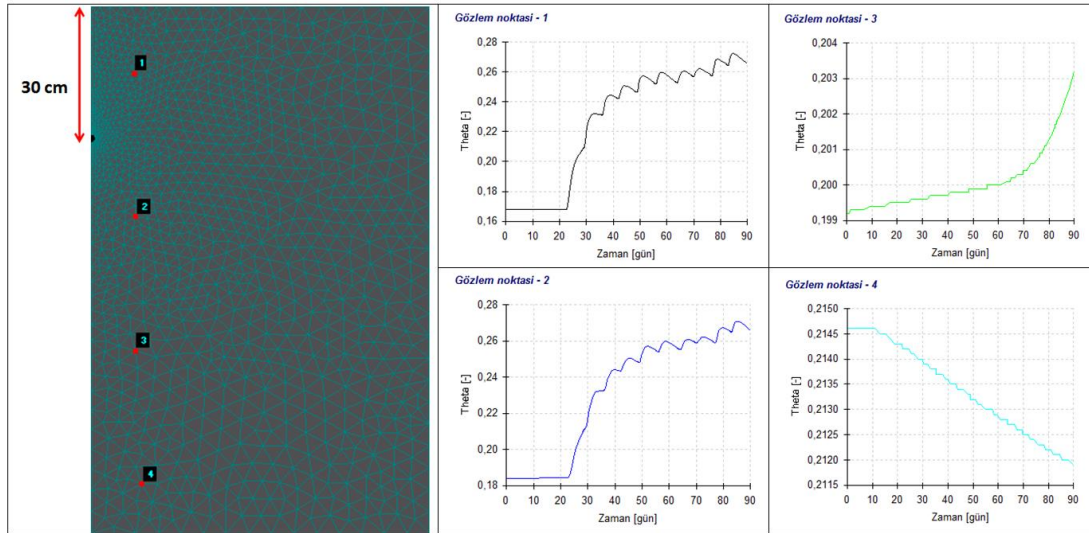 30 cm
1
2
3
4
Gözlem noktasi - 1
0,28
0,26
0,24
0,22
0,20
0,18
0,16
Theta [-]
0 10 20 30 40 50 60 70 80 90
Zaman [gün]
Gözlem noktasi - 3
0,204
0,203
0,202
0,201
0,200
0,199
Theta [-]
0 10 20 30 40 50 60 70 80 90
Zaman [gün]
Gözlem noktasi - 2
0,28
0,26
0,24
0,22
0,20
0,18
Theta [-]
0 10 20 30 40 50 60 70 80 90
Zaman [gün]
Gözlem noktasi - 4
0,2150
0,2145
0,2140
0,2135
0,2130
0,2125
0,2120
0,2115
Theta [-]
0 10 20 30 40 50 60 70 80 90
Zaman [gün]